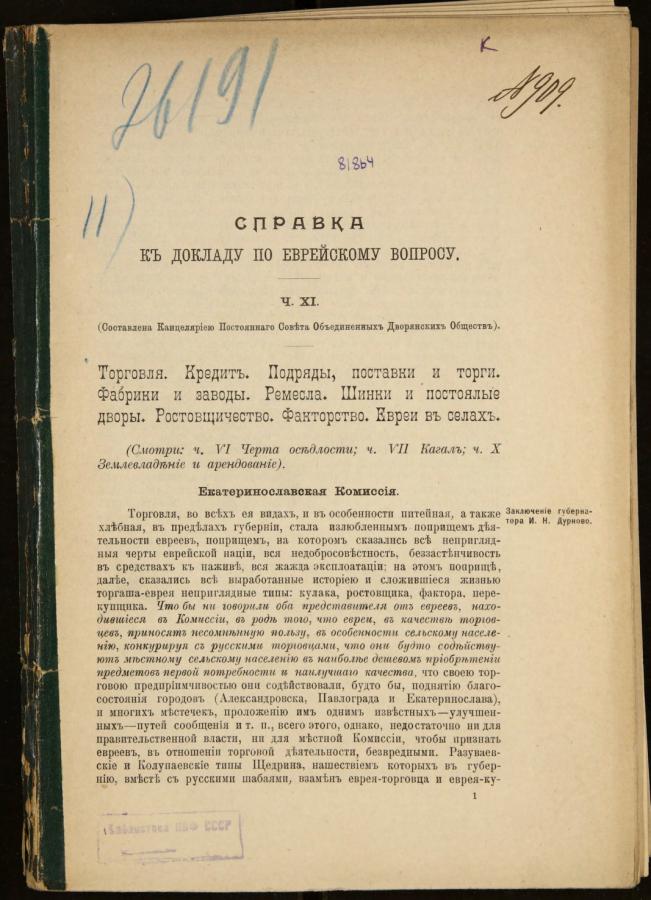 к
№ 909.
26191
81864
11)
СПРАВКА
КЪ ДОКЛАДУ ПО ЕВРЕЙСКОМУ ВОПРОСУ.
Ч. XI.
(Составлена Канцеляріею Постояннаго Совѣта Объединенныхъ Дворянскихъ Обществъ).
Торговля. Кредитъ. Подряды, поставки и торги.
Фабрики и заводы. Ремесла. Шинки и постоялые
дворы. Ростовщичество. Факторство. Евреи въ селахъ.
(Смотри: ч. VI Черта осѣдлости; ч. VII Кагалъ; ч. X
Землевладѣніе и арендованіе).
Екатеринославская Комиссія.
Заключеніе губерна-
тора И. Н. Дурново.
Торговля, во всѣхъ ея видахъ, и въ особенности питейная, а также
хлѣбная, въ предѣлахъ губерніи, стала излюбленнымъ поприщемъ дѣя-
тельности евреевъ, поприщемъ, на которомъ сказались всѣ непригляд-
ныя черты еврейской націи, вся недобросовѣстность, беззастѣнчивость
въ средствахъ къ наживѣ, вся жажда эксплоатаціи; на этомъ поприщѣ,
далѣе, сказались всѣ выработанные исторіею и сложившіеся жизнью
торгаша-еврея неприглядные типы: кулака, ростовщика, фактора, пере-
купщика. Что бы ни говорили оба представителя отъ евреевъ, нахо-
дившіеся въ Комиссіи, въ родѣ того, что евреи, въ качествѣ торгов-
цевъ, приносятъ несомнѣнную пользу, въ особенности сельскому населе-
нію, конкурируя съ русскими торговцами, что они будто содѣйству-
ютъ мѣстному сельскому населенію въ наиболѣе дешевомъ пріобрѣтеніи
предметовъ первой потребности и наилучшаго качества, что своею тор-
говою предпріимчивостью они содѣйствовали, будто бы, поднятію благо-
состоянія городовъ (Александровска, Павлограда и Екатеринослава),
и многихъ мѣстечекъ, проложенію имъ однимъ извѣстныхъ—улучшен-
ныхъ—путей сообщенія и т. п., всего этого, однако, недостаточно ни для
правительственной власти, ни для мѣстной Комиссіи, чтобы признать
евреевъ, въ отношеніи торговой дѣятельности, безвредными. Разуваев-
скіе и Колупаевскіе типы Щедрина, нашествіемъ которыхъ въ губер-
нію, вмѣстѣ съ русскими шабаями, взамѣнъ еврея-торговца и еврея-ку-
1
Библіотека СССР